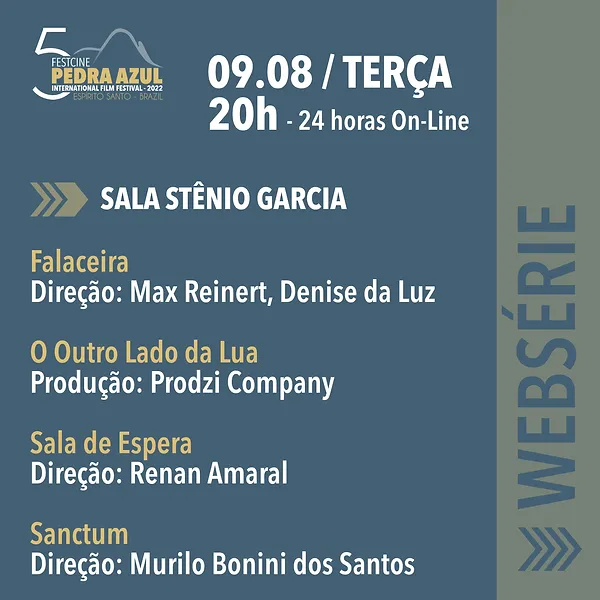 5
FESTCINE
PEDRA AZUL
INTERNATIONAL FILM FESTIVAL - 2022
ESPÍRITO SANTO - BRAZIL
09.08 / TERÇA
20h - 24 horas On-Line
SALA STÊNIO GARCIA
Falaceira
Direção: Max Reinert, Denise da Luz
O Outro Lado da Lua
Produção: Prodzi Company
Sala de Espera
Direção: Renan Amaral
Sanctum
Direção: Murilo Bonini dos Santos
WEBSÉRIE